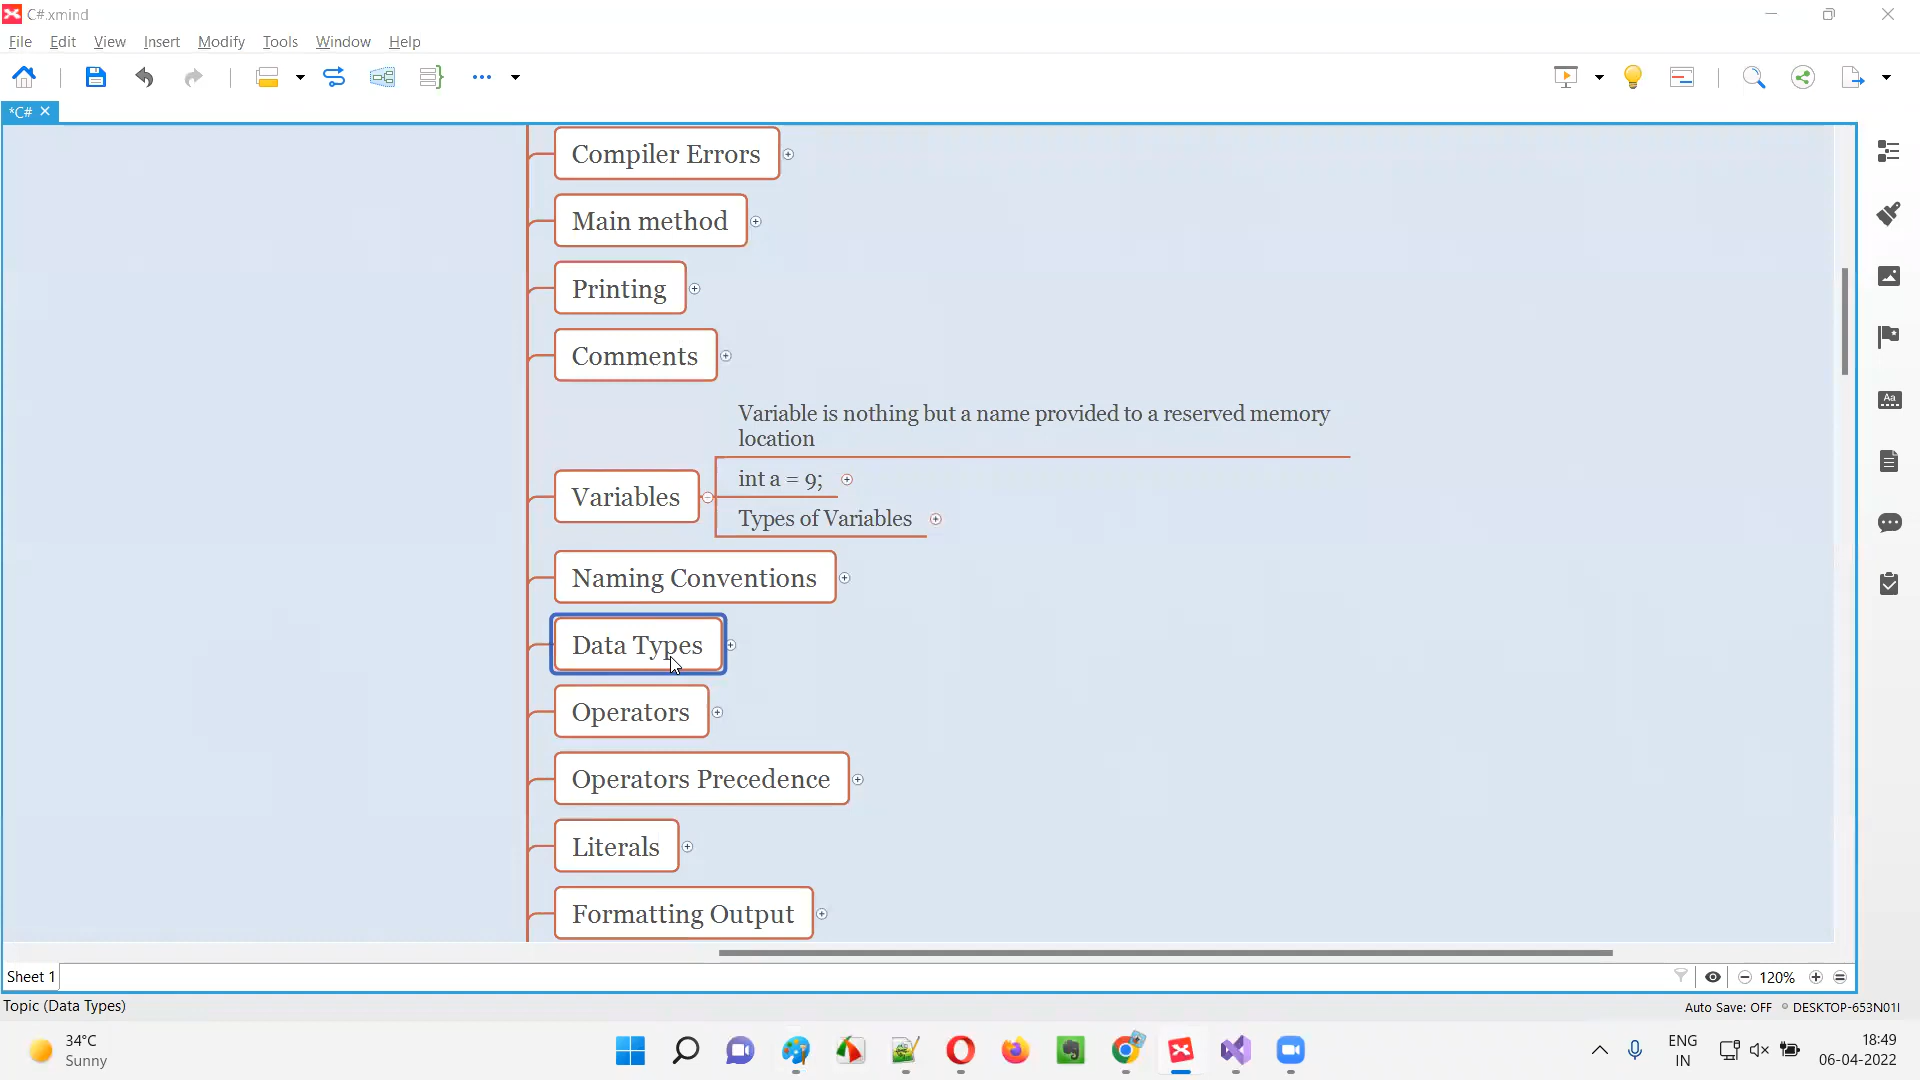 C#.xmind
File Edit View Insert Modify Tools Window Help
*C#
Compiler Errors
Main method
Printing
Comments
Variable is nothing but a name provided to a reserved memory
location
int a = 9;
Variables
Types of Variables
Naming Conventions
Data Types
Operators
Operators Precedence
Literals
Formatting Output
Aa
Sheet 1
120%
Topic (Data Types)
Auto Save: OFF DESKTOP-653N01I
34°C
Sunny
ENG
IN
18:49
06-04-2022